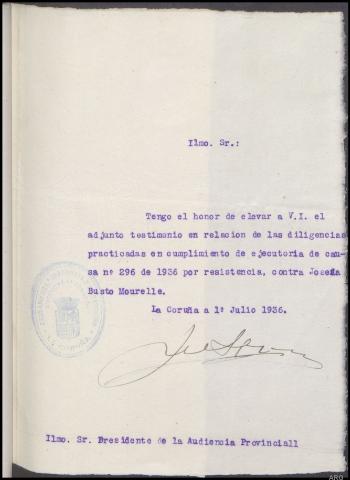 Ilmo. Sr.:
Tengo el honor de elevar a V.I. el
adjunto testimonio en relacion de las diligencias
practicadas en cumplimiento de ejecutoria de cau-
sa nº 296 de 1936 por resistencia, contra Josefa
Busto Mourelle.
La Coruña a 1º Julio 1936.
Ilmo. Sr. Presidente de la Audiencia Provincial1
ARG